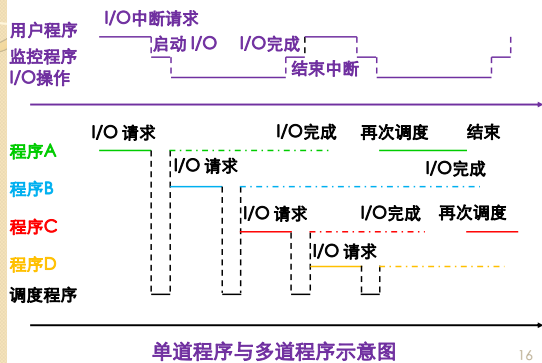 I/O中断请求
用户程序
启动 I/O I/O完成
监控程序
结束中断
I/O操作
I/O 请求 I/O完成 再次调度 结束
程序A
I/O 请求 I/O完成
程序B
I/O 请求 I/O完成 再次调度
程序C
I/O 请求
程序D
调度程序
单道程序与多道程序示意图
16